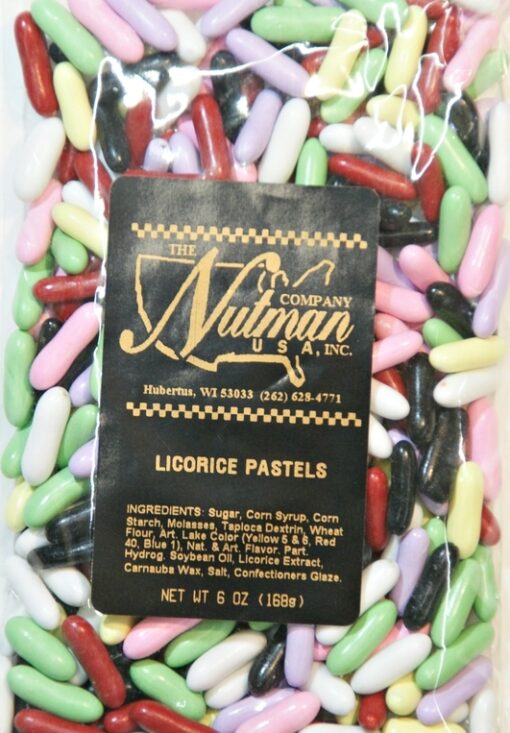 THE
Nutman
COMPANY
U S A, INC.
Hubertus, WI 53033 (262) 628-4771
LICORICE PASTELS
INGREDIENTS: Sugar, Corn Syrup, Corn
Starch, Molasses, Tapioca Dextrin, Wheat
Flour, Art. Lake Color (Yellow 5 & 6, Red
40, Blue 1), Nat. & Art. Flavor. Part.
Hydrog. Soybean Oil, Licorice Extract,
Carnauba Wax, Salt, Confectioners Glaze.
NET WT 6 OZ (168g)